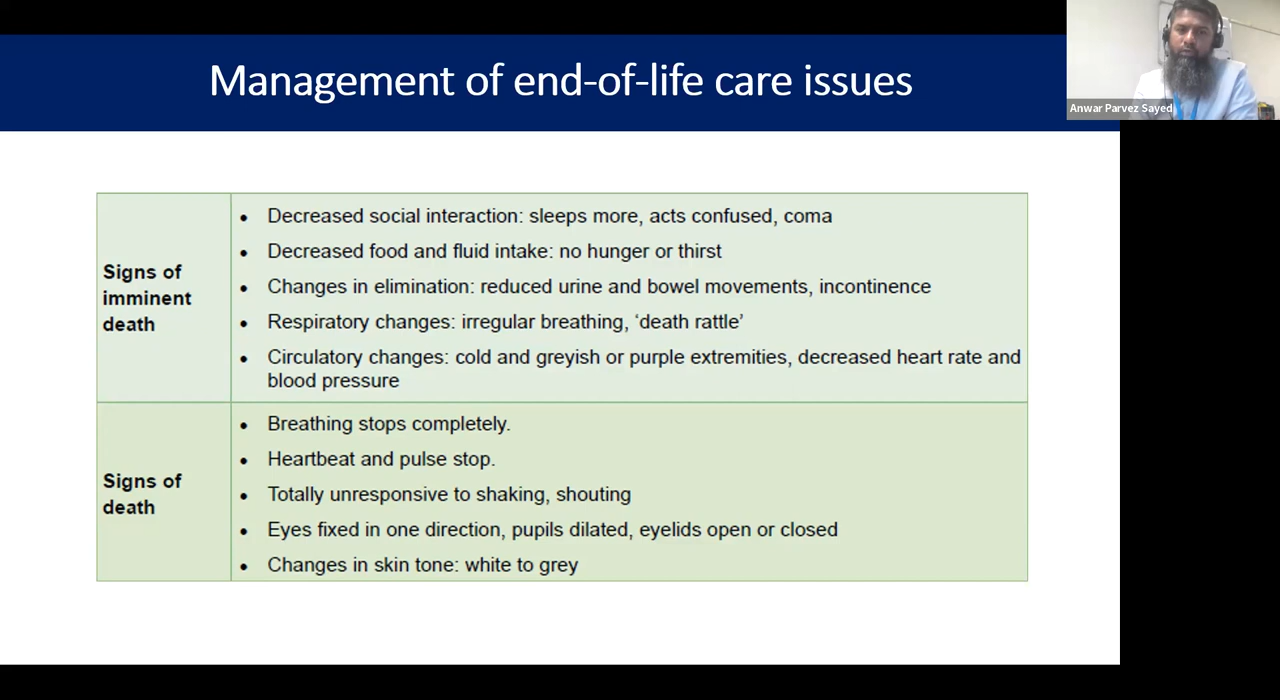 Management of end-of-life care issues
Anwar Parvez Sayed
Signs of
imminent
death
• Decreased social interaction: sleeps more, acts confused, coma
• Decreased food and fluid intake: no hunger or thirst
• Changes in elimination: reduced urine and bowel movements, incontinence
• Respiratory changes: irregular breathing, ‘death rattle’
• Circulatory changes: cold and greyish or purple extremities, decreased heart rate and
blood pressure
Signs of
death
• Breathing stops completely.
• Heartbeat and pulse stop.
• Totally unresponsive to shaking, shouting
• Eyes fixed in one direction, pupils dilated, eyelids open or closed
• Changes in skin tone: white to grey